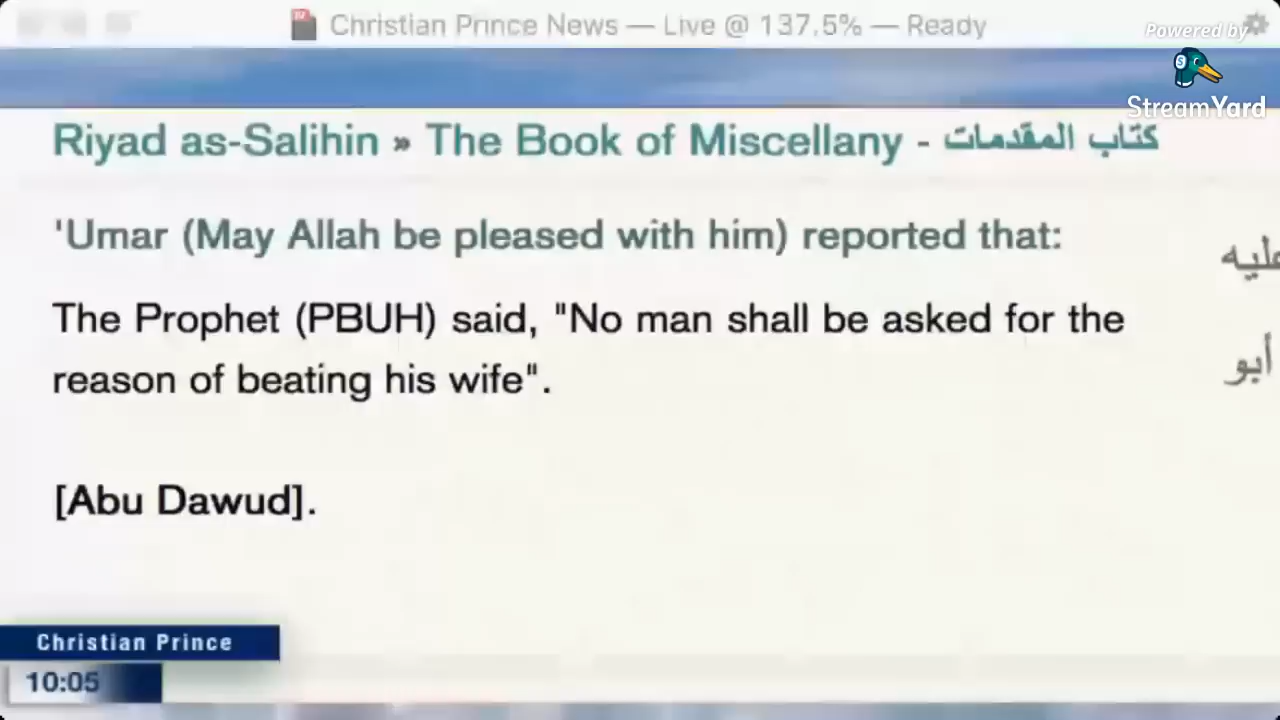 Christian Prince News — Live @ 137.5% — Ready
Powered by
StreamYard
Riyad as-Salihin » The Book of Miscellany - كتاب المقدمات
'Umar (May Allah be pleased with him) reported that:
عليه
The Prophet (PBUH) said, "No man shall be asked for the
أبو
reason of beating his wife".
[Abu Dawud].
Christian Prince
10:05